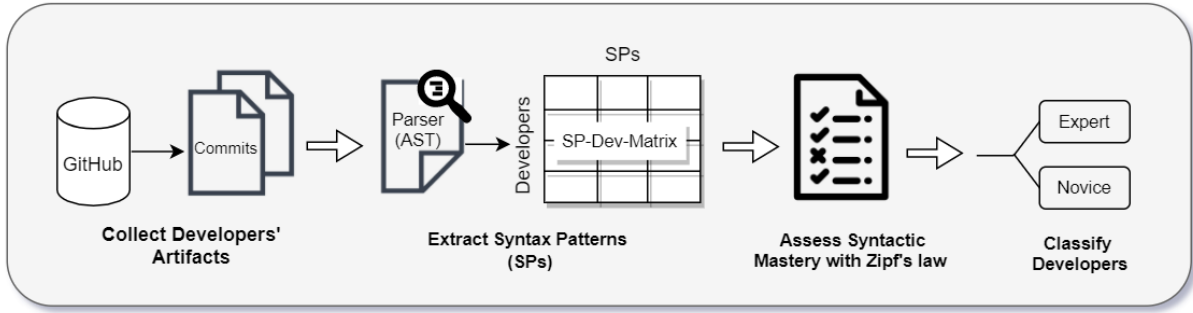 SPs
GitHub
Commits
Parser
(AST)
Developers
SP-Dev-Matrix
Expert
Novice
Collect Developers'
Artifacts
Extract Syntax Patterns
(SPs)
Assess Syntactic
Mastery with Zipf's law
Classify
Developers